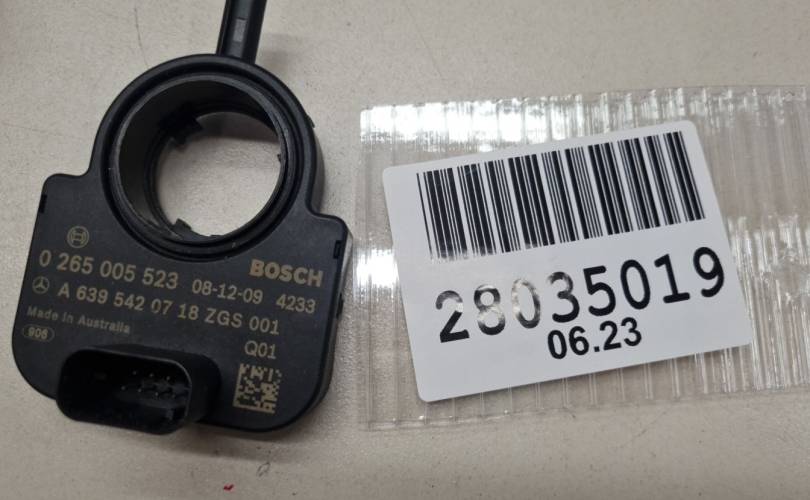 BOSCH
0 265 005 523 08-12-09 4233
A 639 542 07 18 ZGS 001
Made in Australia
Q01
906
28035019
06.23